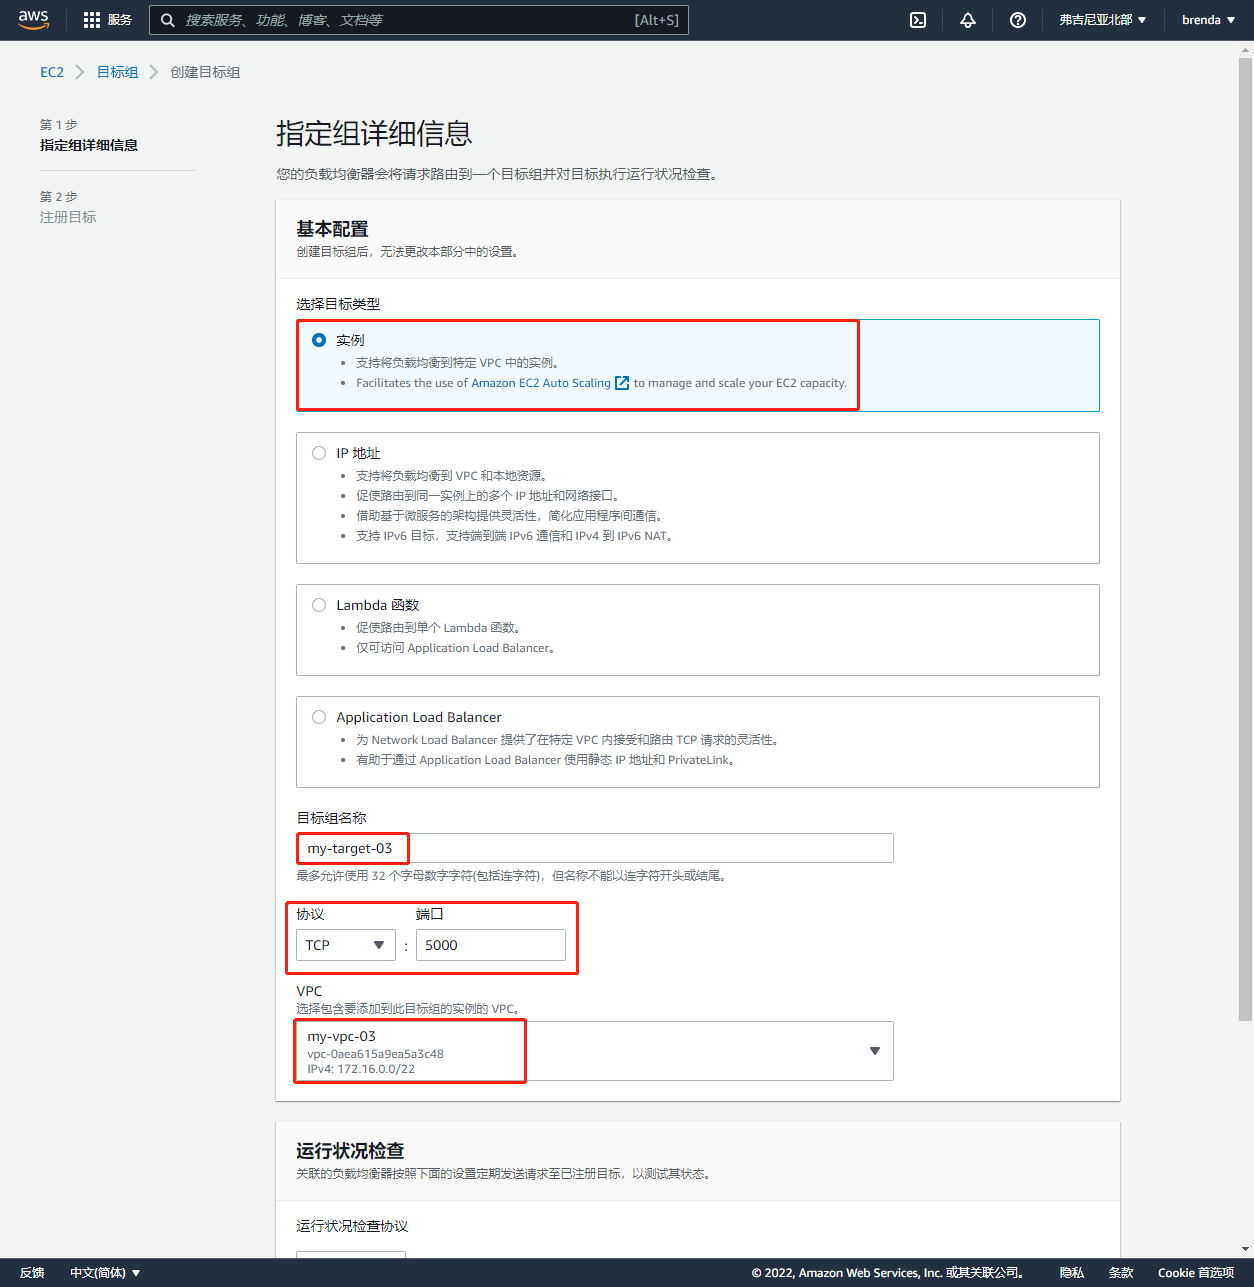 aws
服务
搜索服务、功能、博客、文档等
[Alt+S]
弗吉尼亚北部
brenda
EC2
目标组
创建目标组
第 1 步
指定组详细信息
第 2 步
注册目标
指定组详细信息
您的负载均衡器会将请求路由到一个目标组并对目标执行运行状况检查。
基本配置
创建目标组后，无法更改本部分中的设置。
选择目标类型
实例
支持将负载均衡到特定 VPC 中的实例。
Facilitates the use of Amazon EC2 Auto Scaling to manage and scale your EC2 capacity.
IP 地址
支持将负载均衡到 VPC 和本地资源。
促使路由到同一实例上的多个 IP 地址和网络接口。
借助基于微服务的架构提供灵活性，简化应用程序间通信。
支持 IPv6 目标，支持端到端 IPv6 通信和 IPv4 到 IPv6 NAT。
Lambda 函数
促使路由到单个 Lambda 函数。
仅可访问 Application Load Balancer。
Application Load Balancer
为 Network Load Balancer 提供了在特定 VPC 内接受和路由 TCP 请求的灵活性。
有助于通过 Application Load Balancer 使用静态 IP 地址和 PrivateLink。
目标组名称
my-target-03
最多允许使用 32 个字母数字字符(包括连字符)，但名称不能以连字符开头或结尾。
协议
端口
TCP
:
5000
VPC
选择包含要添加到此目标组的实例的 VPC。
my-vpc-03
vpc-0aea615a9ea5a3c48
IPv4: 172.16.0.0/22
运行状况检查
关联的负载均衡器按照下面的设置定期发送请求至已注册目标，以测试其状态。
运行状况检查协议
反馈
中文(简体)
© 2022, Amazon Web Services, Inc. 或其关联公司。
隐私
条款
Cookie 首选项